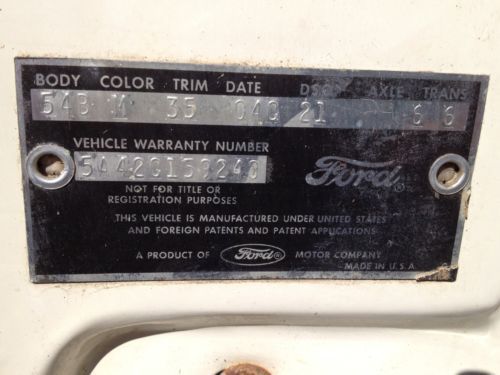 BODY COLOR TRIM DATE DSO AXLE TRANS
54B M 35 04Q 21 6 6
VEHICLE WARRANTY NUMBER
Ford®
NOT FOR TITLE OR
REGISTRATION PURPOSES
THIS VEHICLE IS MANUFACTURED UNDER UNITED STATES
AND FOREIGN PATENTS AND PATENT APPLICATIONS
A PRODUCT OF Ford® MOTOR COMPANY
MADE IN U.S.A.